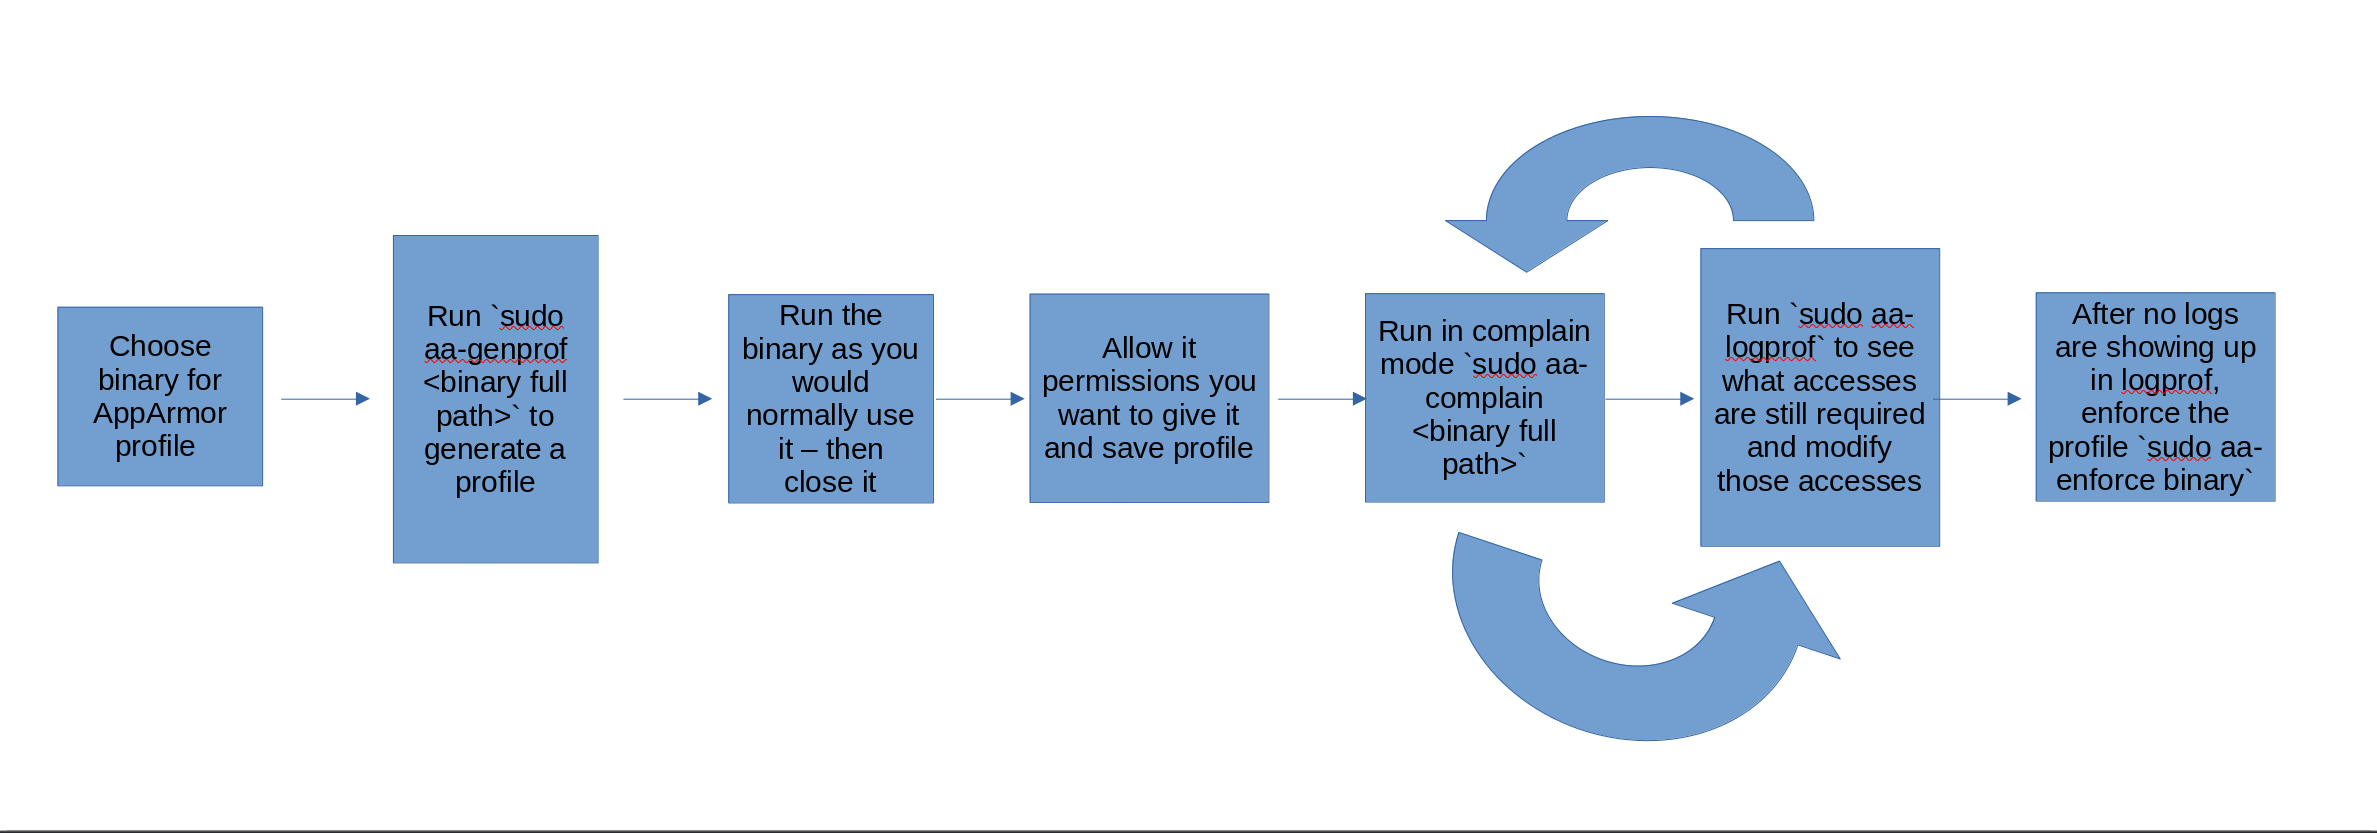 Choose
binary for
AppArmor
profile
Run `sudo
aa-genprof
<binary full
path>` to
generate a
profile
Run the
binary as you
would
normally use
it – then
close it
Allow it
permissions you
want to give it
and save profile
Run in complain
mode `sudo aa-
complain
<binary full
path>`
Run `sudo aa-
logprof` to see
what accesses
are still required
and modify
those accesses
After no logs
are showing up
in logprof,
enforce the
profile `sudo aa-
enforce binary`